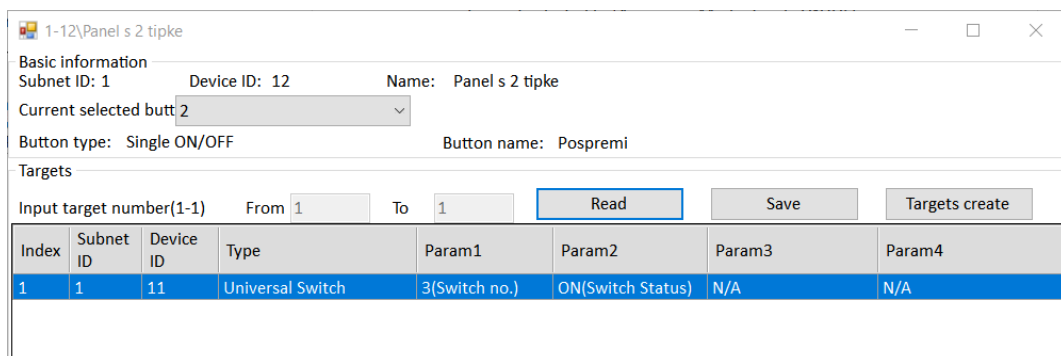 1-12\Panel s 2 tipke
Basic information
Subnet ID: 1 Device ID: 12 Name: Panel s 2 tipke
Current selected butt 2
Button type: Single ON/OFF Button name: Pospremi
Targets
Input target number(1-1) From 1 To 1 Read Save Targets create
Index Subnet ID Device ID Type Param1 Param2 Param3 Param4
1 1 11 Universal Switch 3(Switch no.) ON(Switch Status) N/A N/A